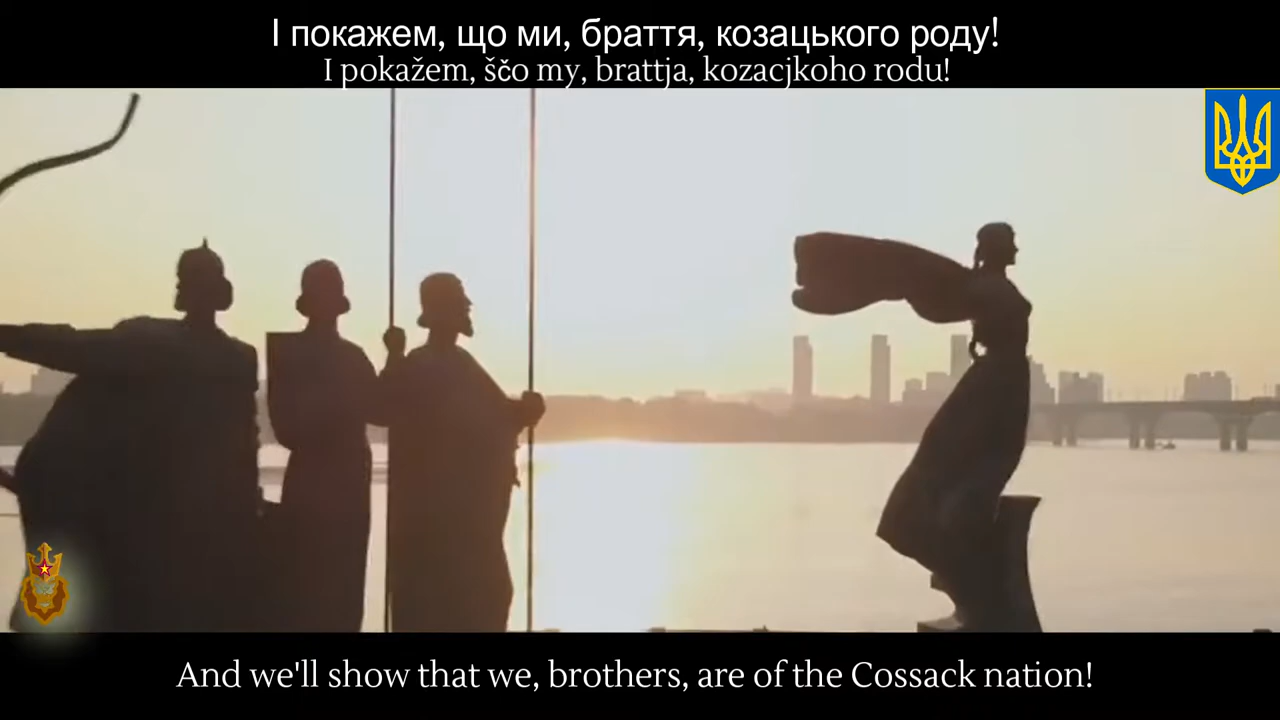 І покажем, що ми, браття, козацького роду!
I pokažem, ščo my, brattja, kozacjkoho rodu!
And we'll show that we, brothers, are of the Cossack nation!